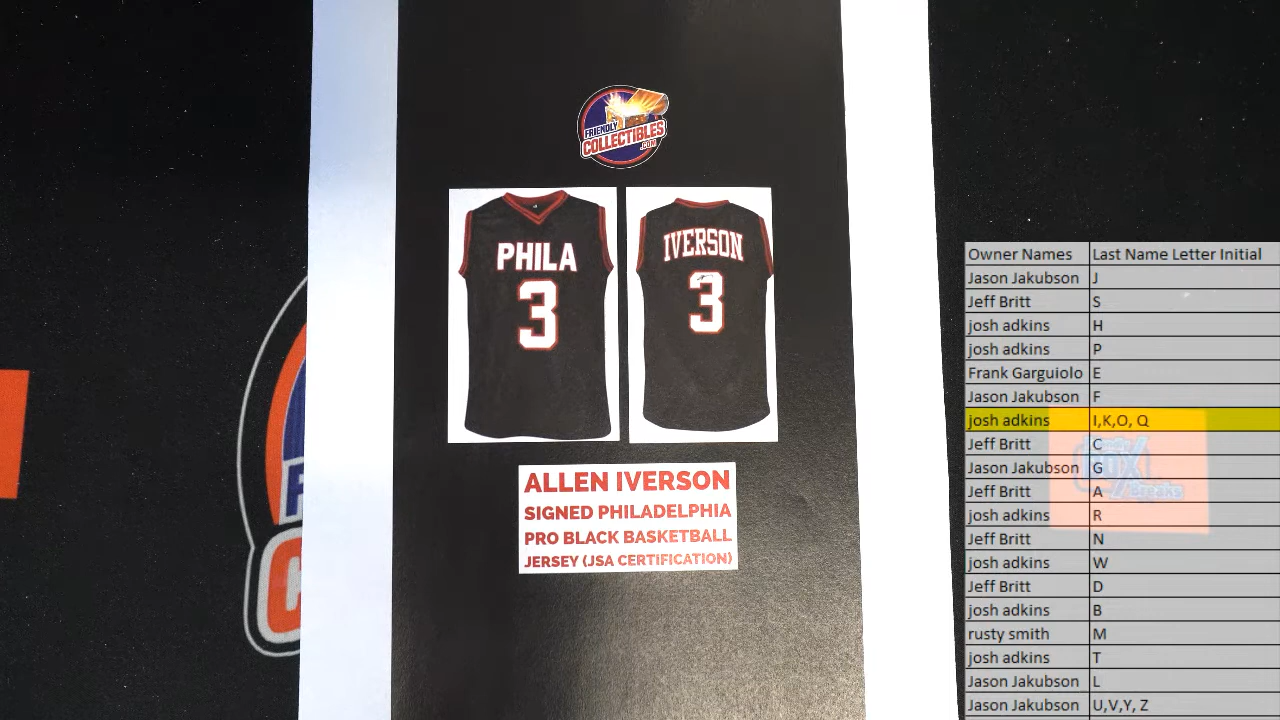 FRIENDLY
COLLECTIBLES
.COM
PHILA
3
IVERSON
3
ALLEN IVERSON
SIGNED PHILADELPHIA
PRO BLACK BASKETBALL
JERSEY (JSA CERTIFICATION)
Owner Names Last Name Letter Initial
Jason Jakubson J
Jeff Britt S
josh adkins H
josh adkins P
Frank Garguiolo E
Jason Jakubson F
josh adkins I,K,O, Q
Jeff Britt C
Jason Jakubson G
Jeff Britt A
josh adkins R
Jeff Britt N
josh adkins W
Jeff Britt D
josh adkins B
rusty smith M
josh adkins T
Jason Jakubson L
Jason Jakubson U,V,Y, Z
Breaks